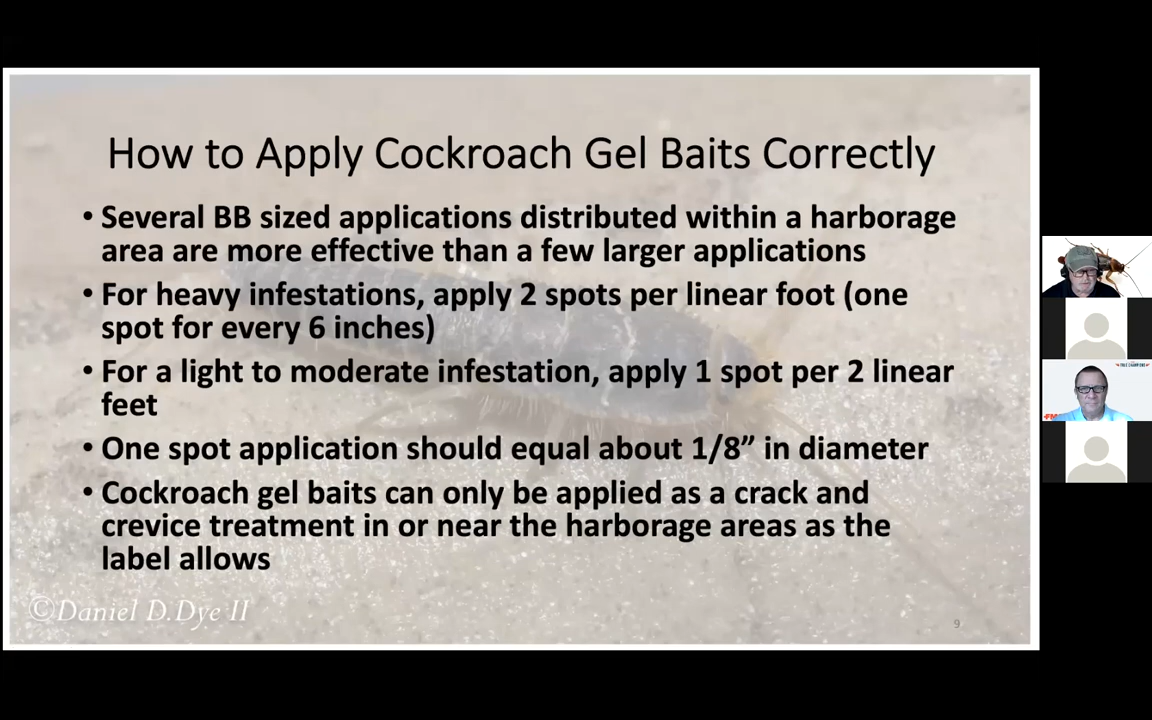 How to Apply Cockroach Gel Baits Correctly
• Several BB sized applications distributed within a harborage
area are more effective than a few larger applications
• For heavy infestations, apply 2 spots per linear foot (one
spot for every 6 inches)
• For a light to moderate infestation, apply 1 spot per 2 linear
feet
• One spot application should equal about 1/8” in diameter
• Cockroach gel baits can only be applied as a crack and
crevice treatment in or near the harborage areas as the
label allows
©Daniel D.Dye II
9